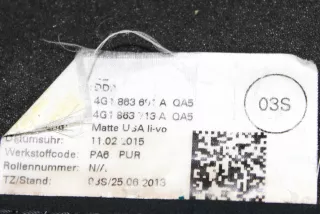 4G1 863 691 A QA5
4G1 863 713 A QA5
03S
Matte USA li-vo
11.02.2015
Werkstoffcode: PA6 PUR
Rollennummer: N/A
TZ/Stand: 03S/25.06.2013